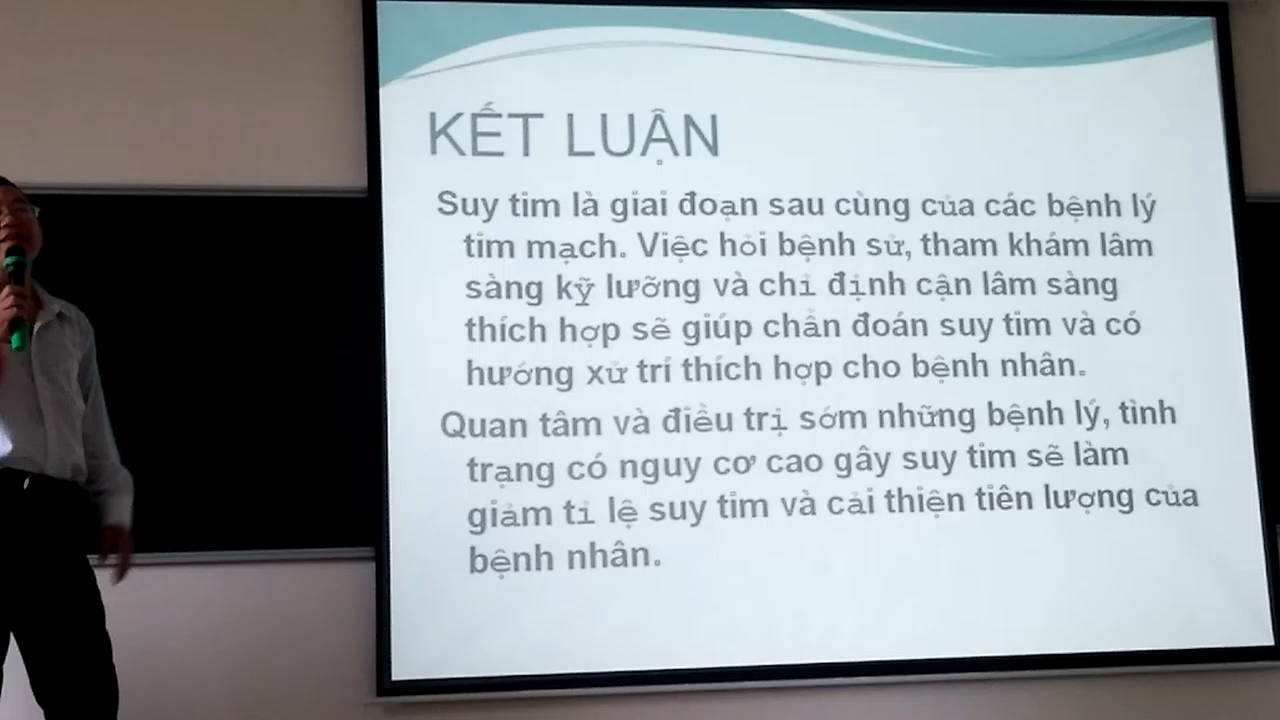 KẾT LUẬN
Suy tim là giai đoạn sau cùng của các bệnh lý
tim mạch. Việc hỏi bệnh sử, tham khám lâm
sàng kỹ lưỡng và chỉ định cận lâm sàng
thích hợp sẽ giúp chẩn đoán suy tim và có
hướng xử trí thích hợp cho bệnh nhân.
Quan tâm và điều trị sớm những bệnh lý, tình
trạng có nguy cơ cao gây suy tim sẽ làm
giảm tỉ lệ suy tim và cải thiện tiên lượng của
bệnh nhân.